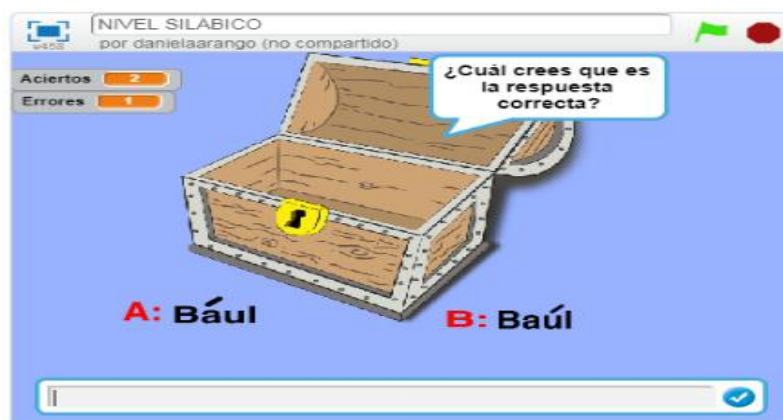 NIVEL SILABICO
v458
por danielaarango (no compartido)
Aciertos 2
Errores 1
¿Cuál crees que es
la respuesta
correcta?
A: Bául
B: Baúl